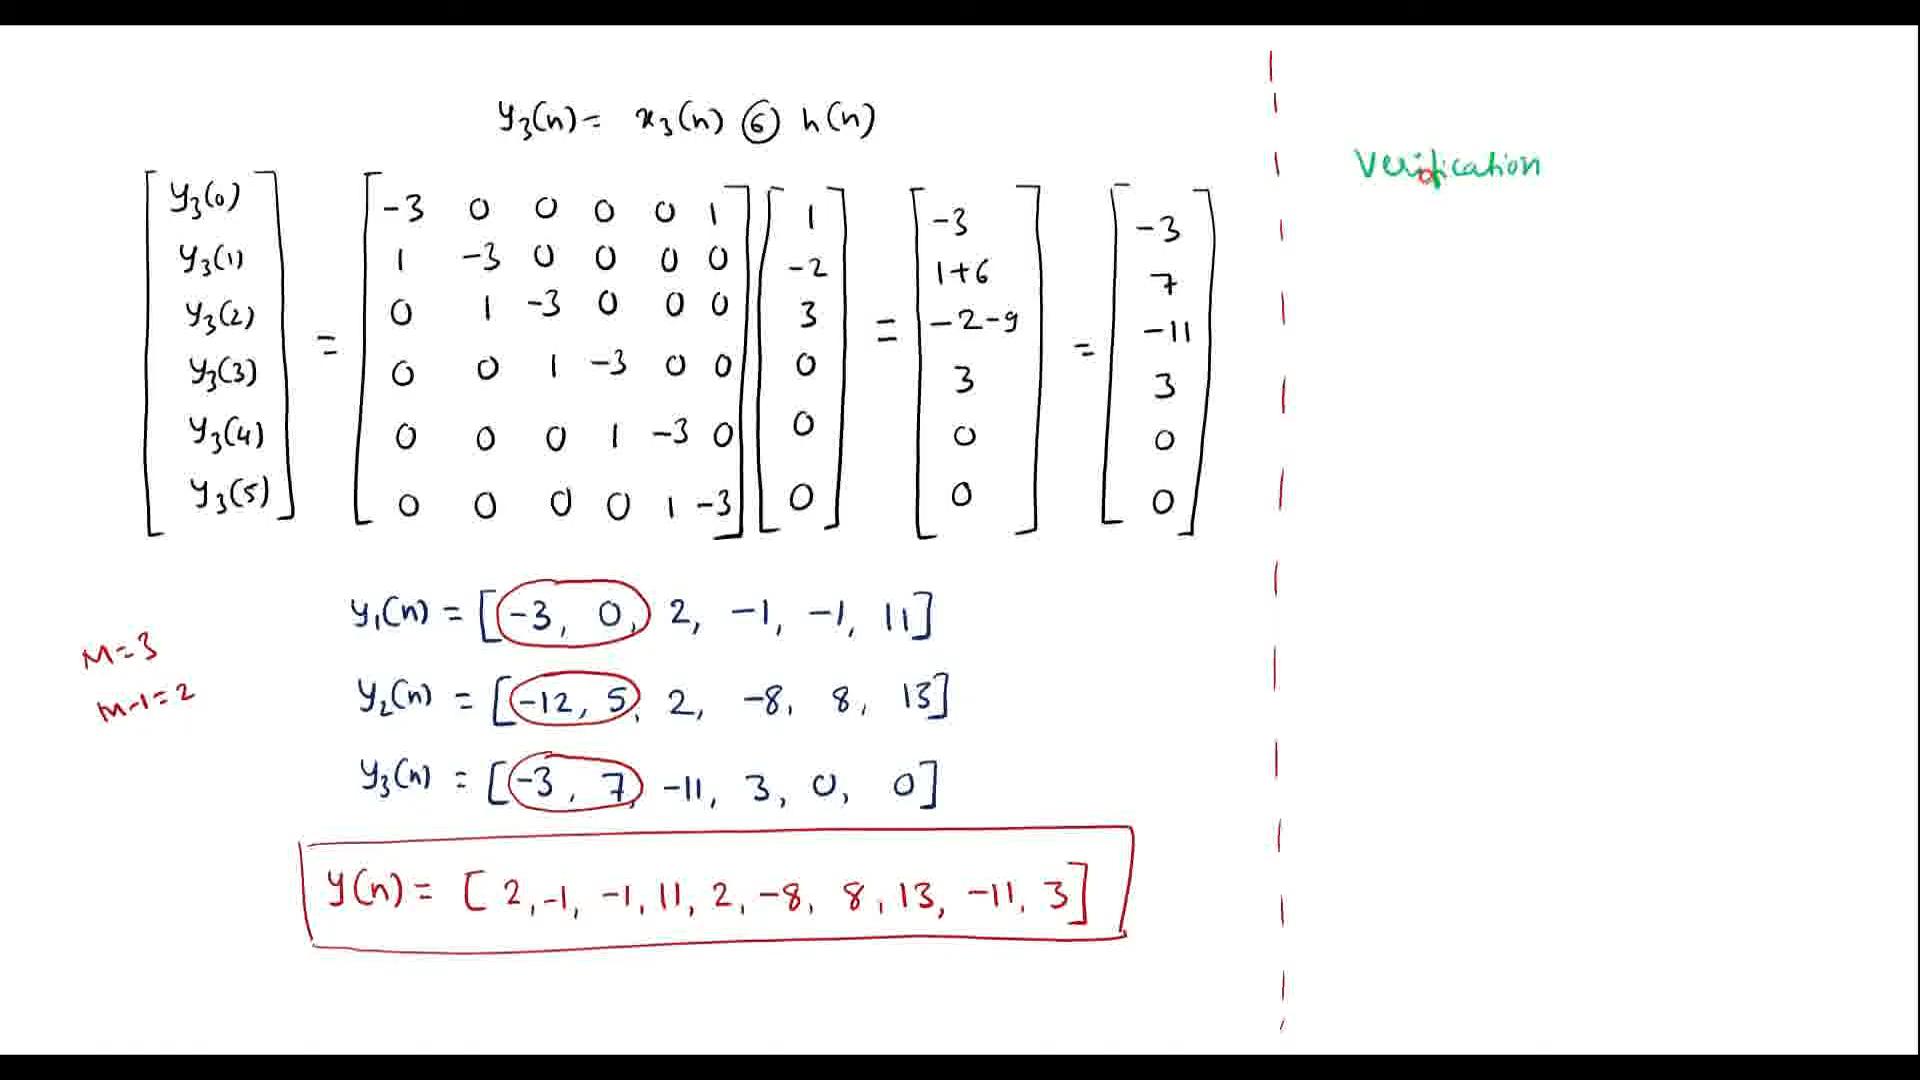 y₃(n) = x₃(n) ⑥ h(n)
Verification
[y₃(0) y₃(1) y₃(2) y₃(3) y₃(4) y₃(5)] =
-3 0 0 0 0 1
1 -3 0 0 0 0
0 1 -3 0 0 0
0 0 1 -3 0 0
0 0 0 1 -3 0
0 0 0 0 1 -3
[1 -2 3 0 0 0]
= [-3 1+6 -2-9 3 0 0]
= [-3 7 -11 3 0 0]
y₁(n) = [-3, 0, 2, -1, -1, 11]
M=3
M-1=2
y₂(n) = [-12, 5, 2, -8, 8, 13]
y₃(n) = [-3, 7, -11, 3, 0, 0]
y(n) = [2, -1, -1, 11, 2, -8, 8, 13, -11, 3]